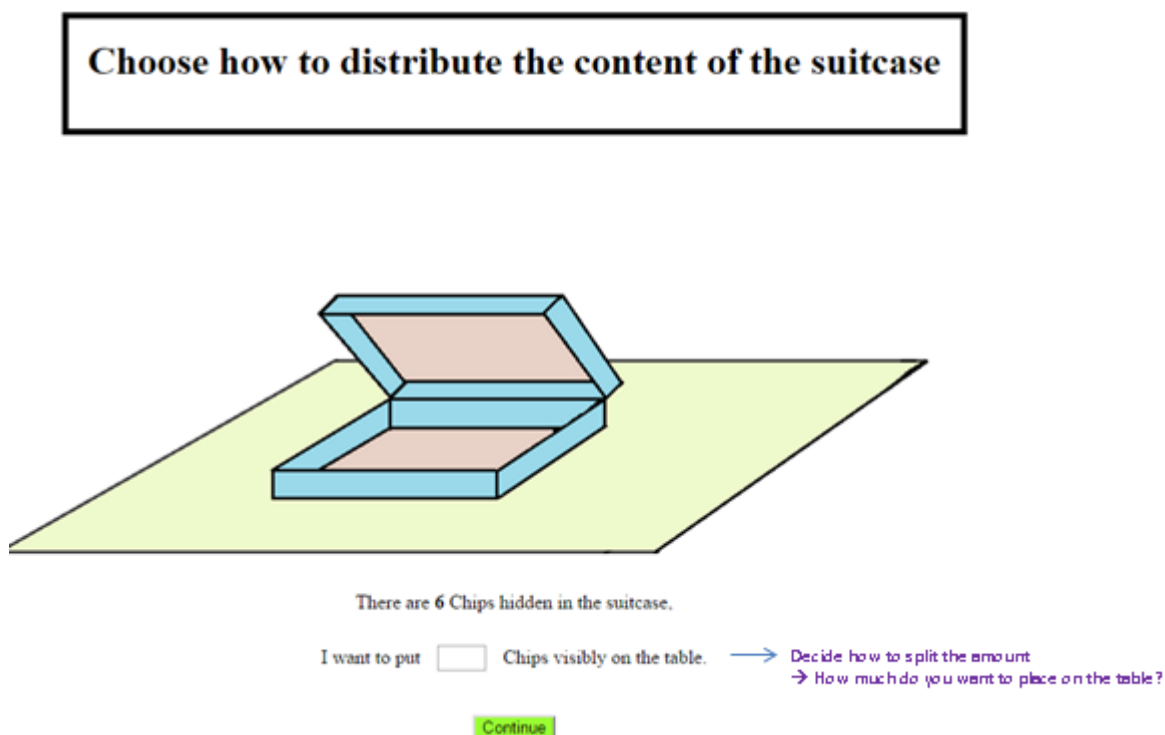 Choose how to distribute the content of the suitcase
There are 6 Chips hidden in the suitcase.
I want to put Chips visibly on the table. → Decide how to split the amount
→ How much do you want to place on the table?
Continue